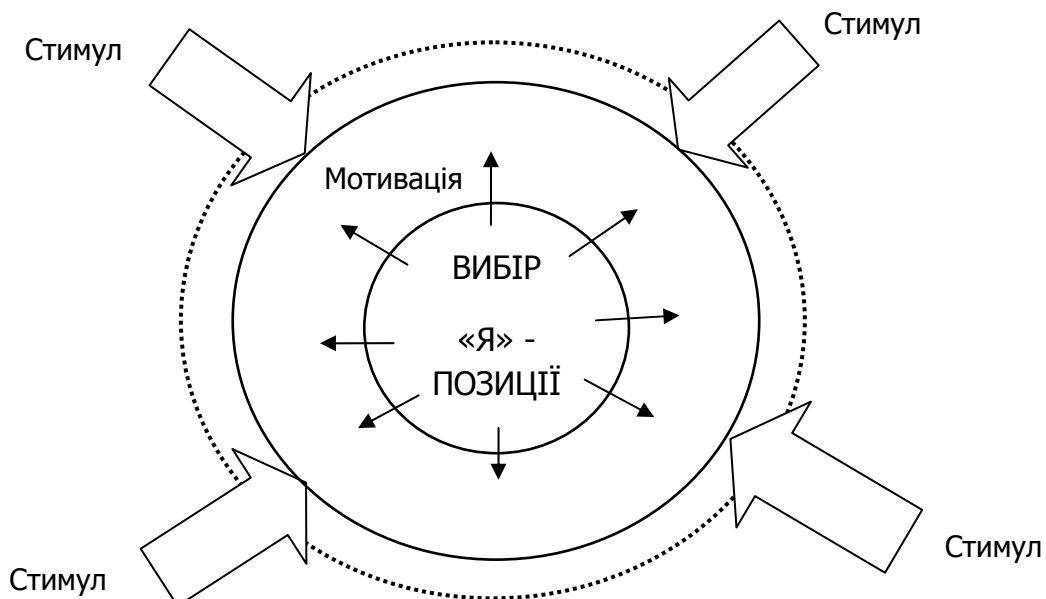 Стимул
Стимул
Мотивація
ВИБІР
«Я» -
ПОЗИЦІЇ
Стимул
Стимул